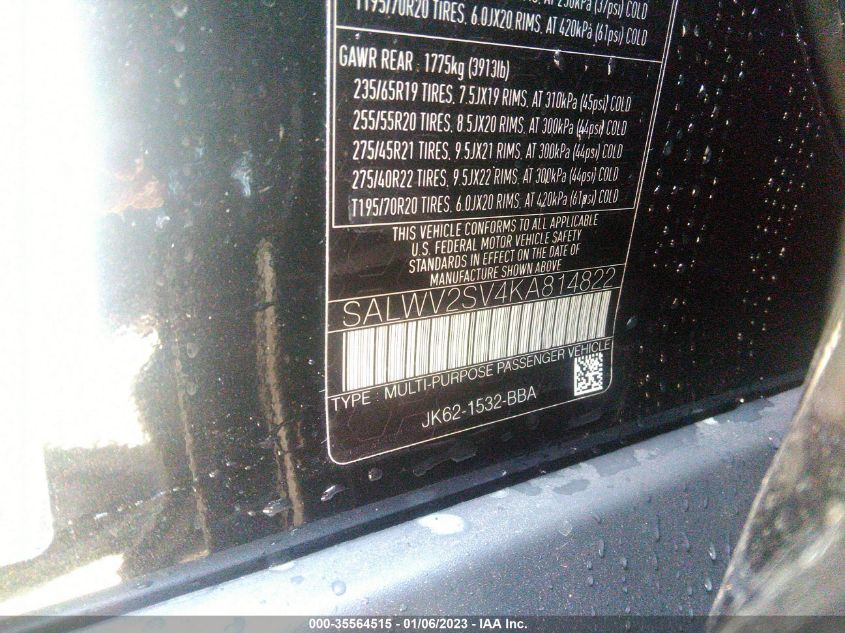 T195/70R20 TIRES, 6.0JX20 RIMS, AT 420kPa (61psi) COLD
GAWR REAR : 1775kg (3913lb)
235/65R19 TIRES, 7.5JX19 RIMS, AT 310kPa (45psi) COLD
255/55R20 TIRES, 8.5JX20 RIMS, AT 300kPa (44psi) COLD
275/45R21 TIRES, 9.5JX21 RIMS, AT 300kPa (44psi) COLD
275/40R22 TIRES, 9.5JX22 RIMS, AT 300kPa (44psi) COLD
T195/70R20 TIRES, 6.0JX20 RIMS, AT 420kPa (61psi) COLD
THIS VEHICLE CONFORMS TO ALL APPLICABLE
U.S. FEDERAL MOTOR VEHICLE SAFETY
STANDARDS IN EFFECT ON THE DATE OF
MANUFACTURE SHOWN ABOVE
SALWV2SV4KA814822
TYPE : MULTI-PURPOSE PASSENGER VEHICLE
JK62-1532-BBA
000-35564515 - 01/06/2023 - © IAA Inc.